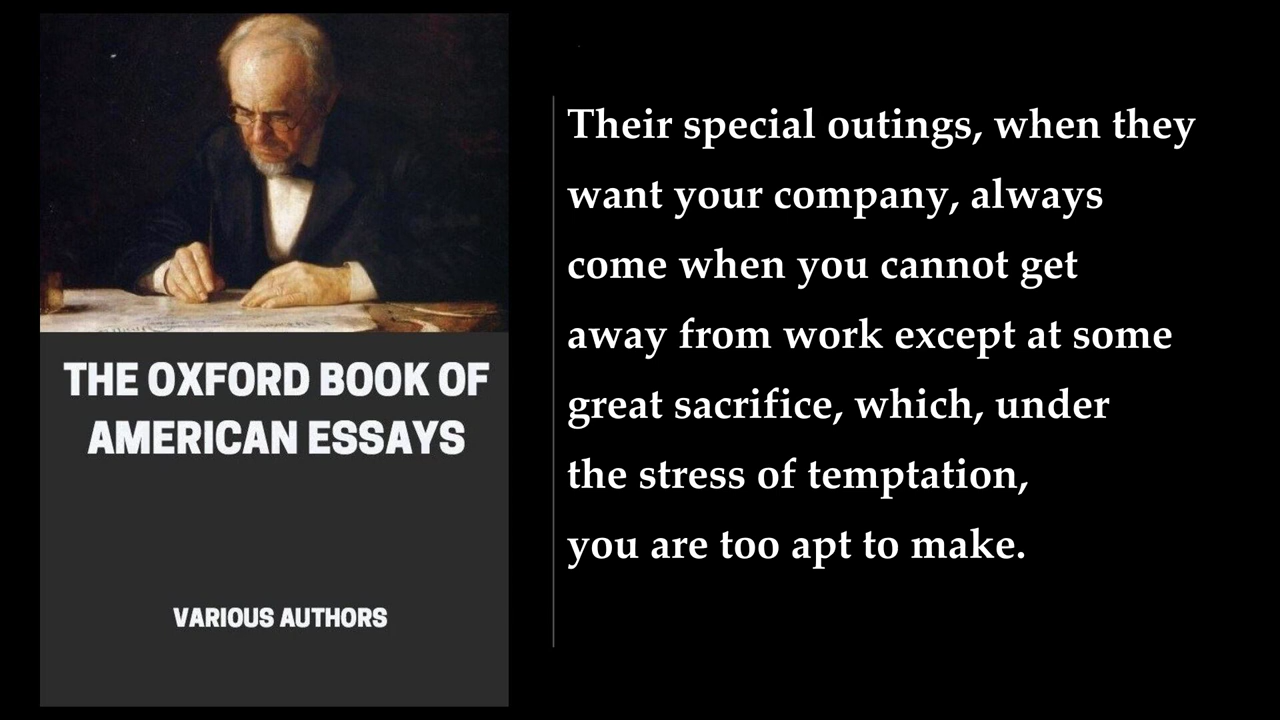 THE OXFORD BOOK OF
AMERICAN ESSAYS
VARIOUS AUTHORS
Their special outings, when they
want your company, always
come when you cannot get
away from work except at some
great sacrifice, which, under
the stress of temptation,
you are too apt to make.